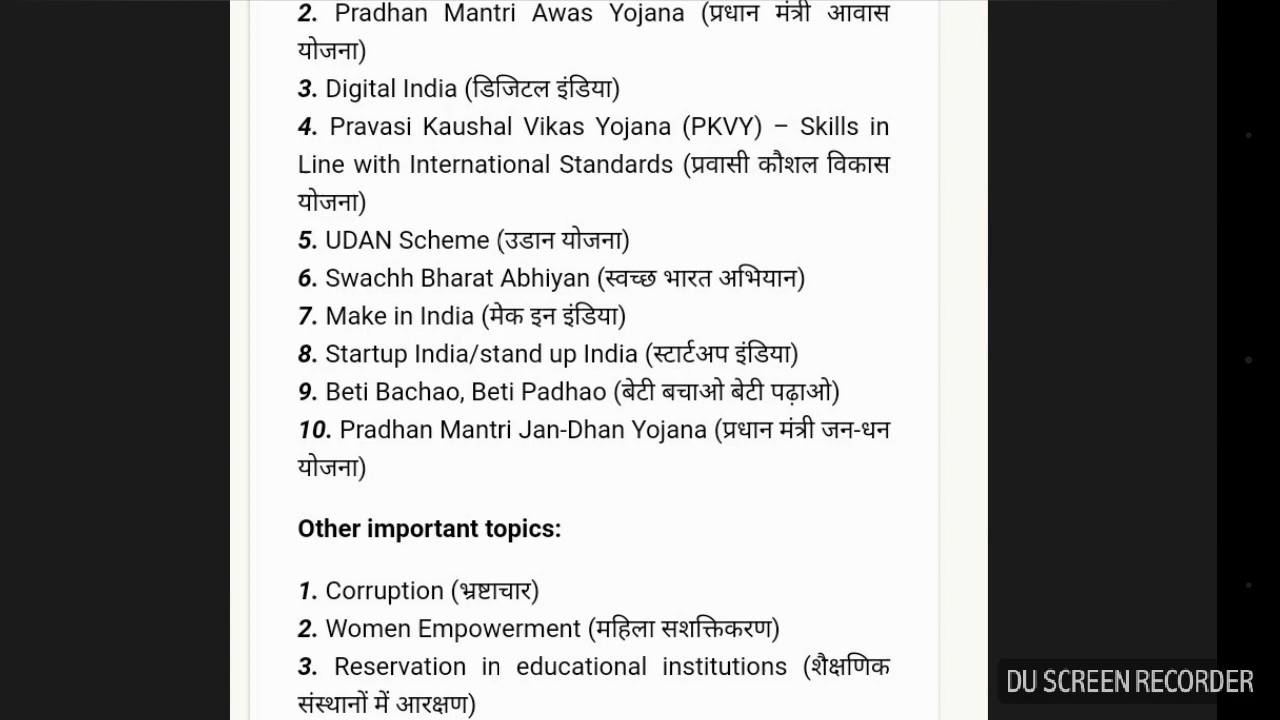 2. Pradhan Mantri Awas Yojana (प्रधान मंत्री आवास
योजना)
3. Digital India (डिजिटल इंडिया)
4. Pravasi Kaushal Vikas Yojana (PKVY) – Skills in
Line with International Standards (प्रवासी कौशल विकास
योजना)
5. UDAN Scheme (उडान योजना)
6. Swachh Bharat Abhiyan (स्वच्छ भारत अभियान)
7. Make in India (मेक इन इंडिया)
8. Startup India/stand up India (स्टार्टअप इंडिया)
9. Beti Bachao, Beti Padhao (बेटी बचाओ बेटी पढ़ाओ)
10. Pradhan Mantri Jan-Dhan Yojana (प्रधान मंत्री जन-धन
योजना)
Other important topics:
1. Corruption (भ्रष्टाचार)
2. Women Empowerment (महिला सशक्तिकरण)
3. Reservation in educational institutions (शैक्षणिक
संस्थानों में आरक्षण)
DU SCREEN RECORDER